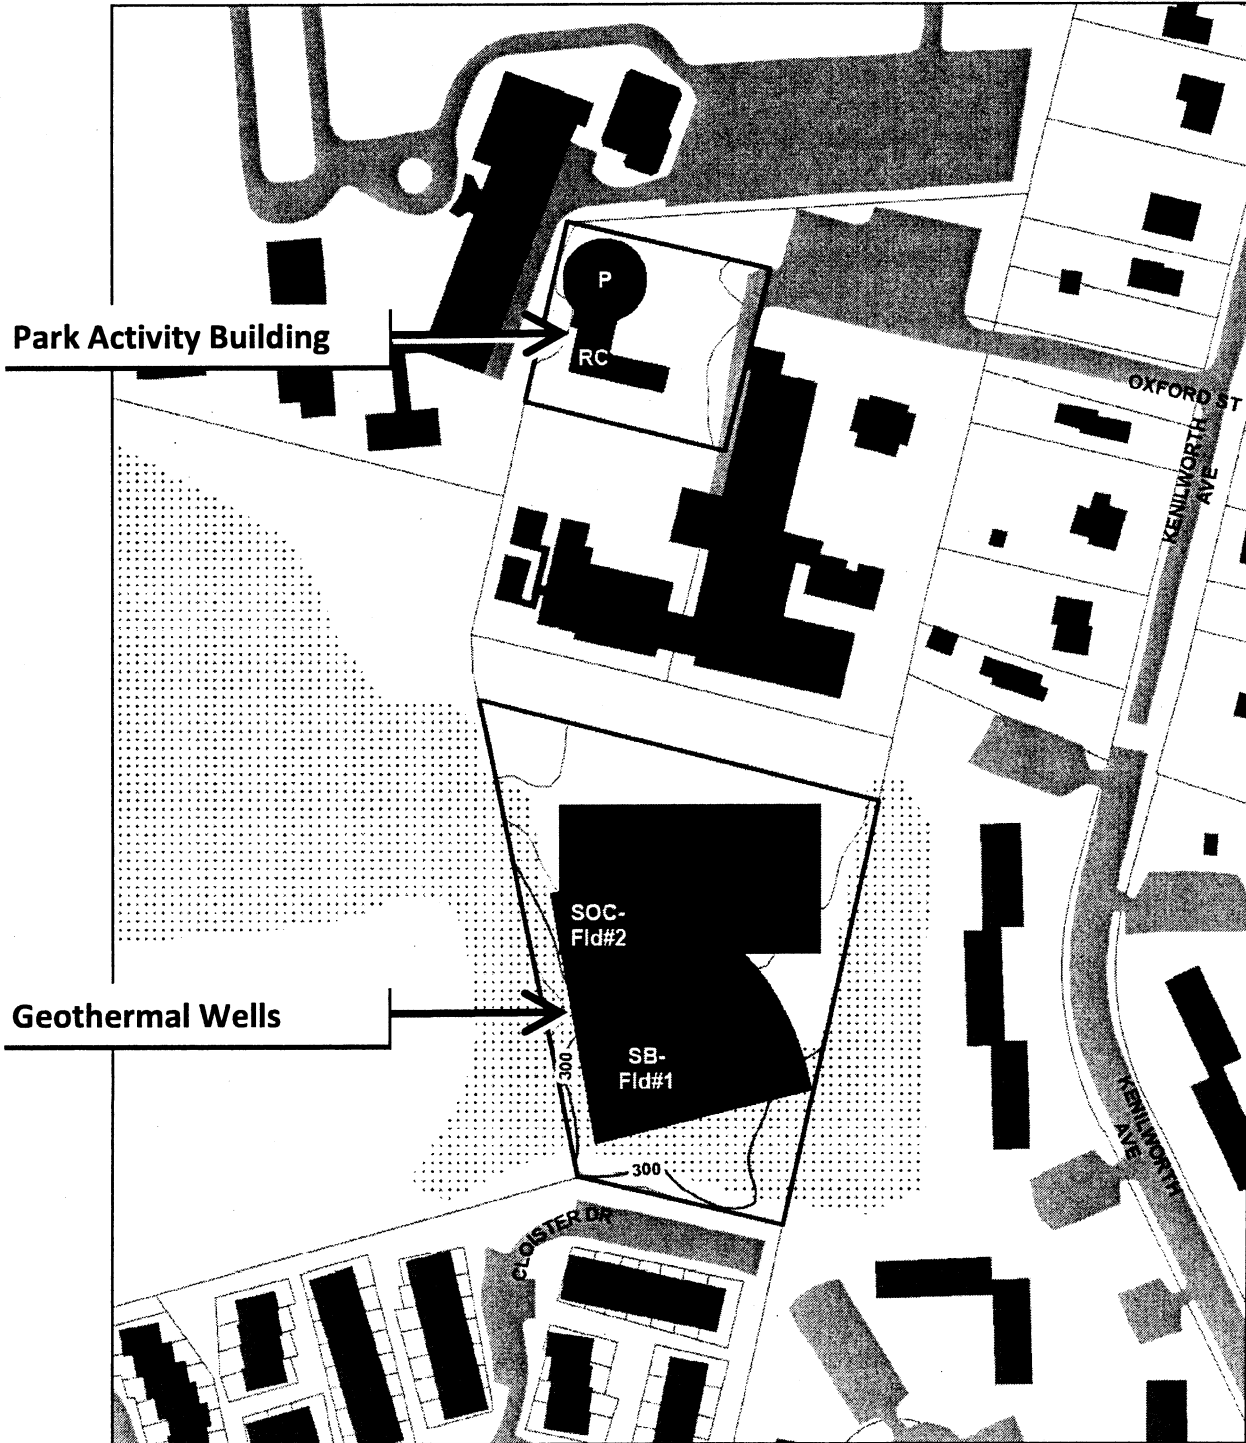 P
Park Activity Building
RC
OXFORD ST
KENILWORTH
AVE
SOC-
Fld#2
Geothermal Wells
SB-
Fld#1
300
300
KENILWORTH
AVE
CLOISTER DR